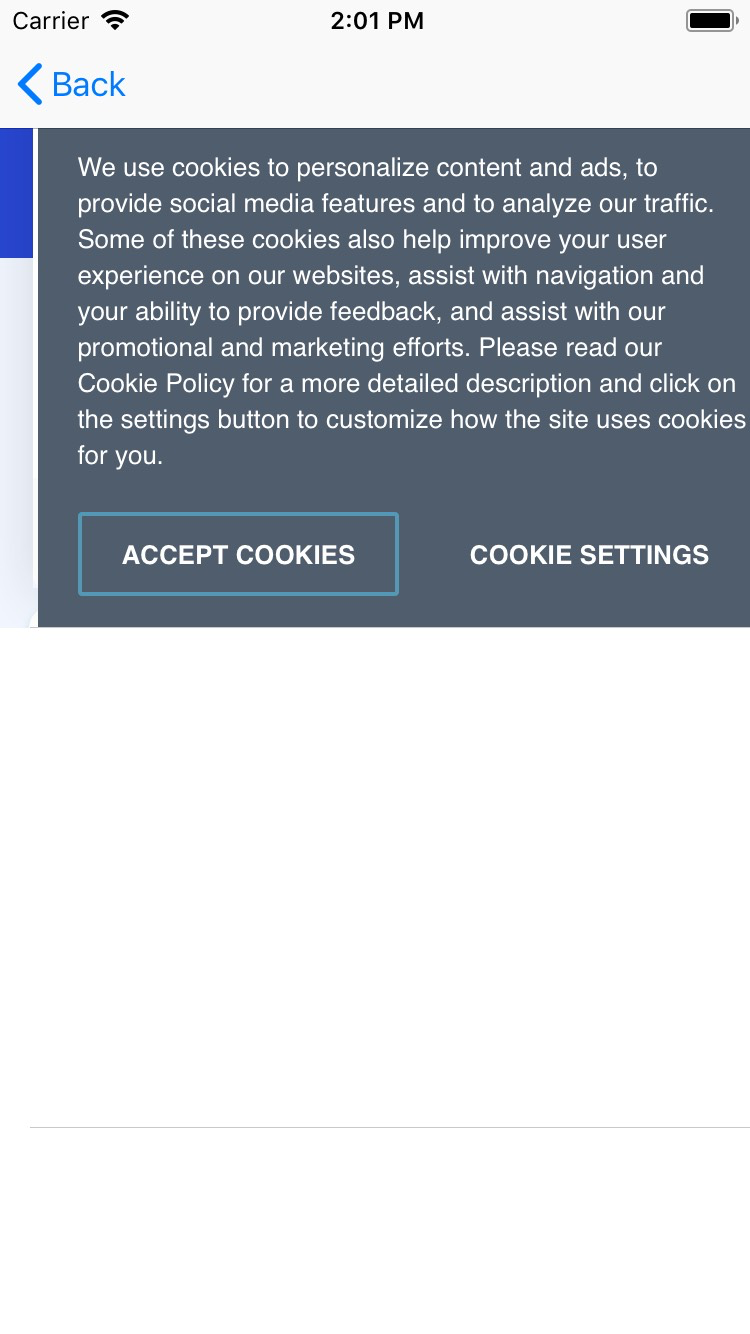 Carrier 2:01 PM
Back
We use cookies to personalize content and ads, to
provide social media features and to analyze our traffic.
Some of these cookies also help improve your user
experience on our websites, assist with navigation and
your ability to provide feedback, and assist with our
promotional and marketing efforts. Please read our
Cookie Policy for a more detailed description and click on
the settings button to customize how the site uses cookies
for you.
ACCEPT COOKIES COOKIE SETTINGS